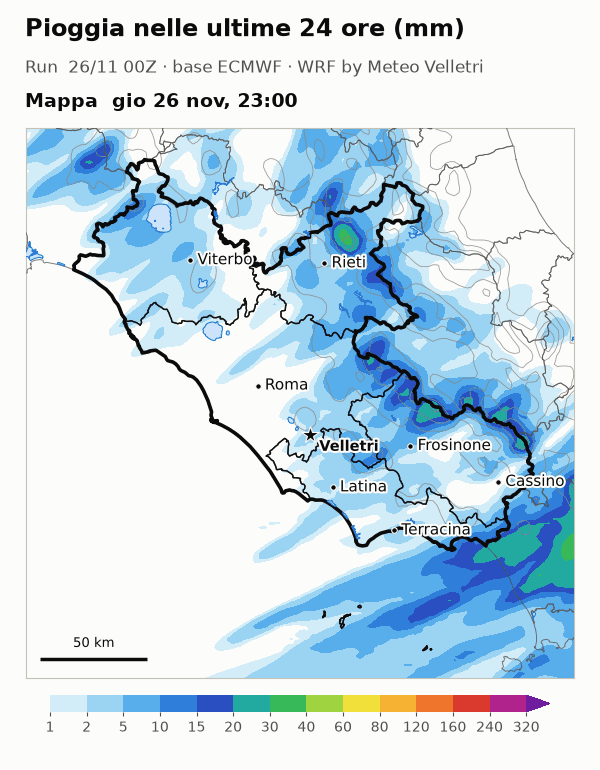 Pioggia nelle ultime 24 ore (mm)
Run 26/11 00Z · base ECMWF · WRF by Meteo Velletri
Mappa gio 26 nov, 23:00
Viterbo
Rieti
Roma
Velletri
Frosinone
Cassino
Latina
Terracina
50 km
1 2 5 10 15 20 30 40 60 80 120 160 240 320